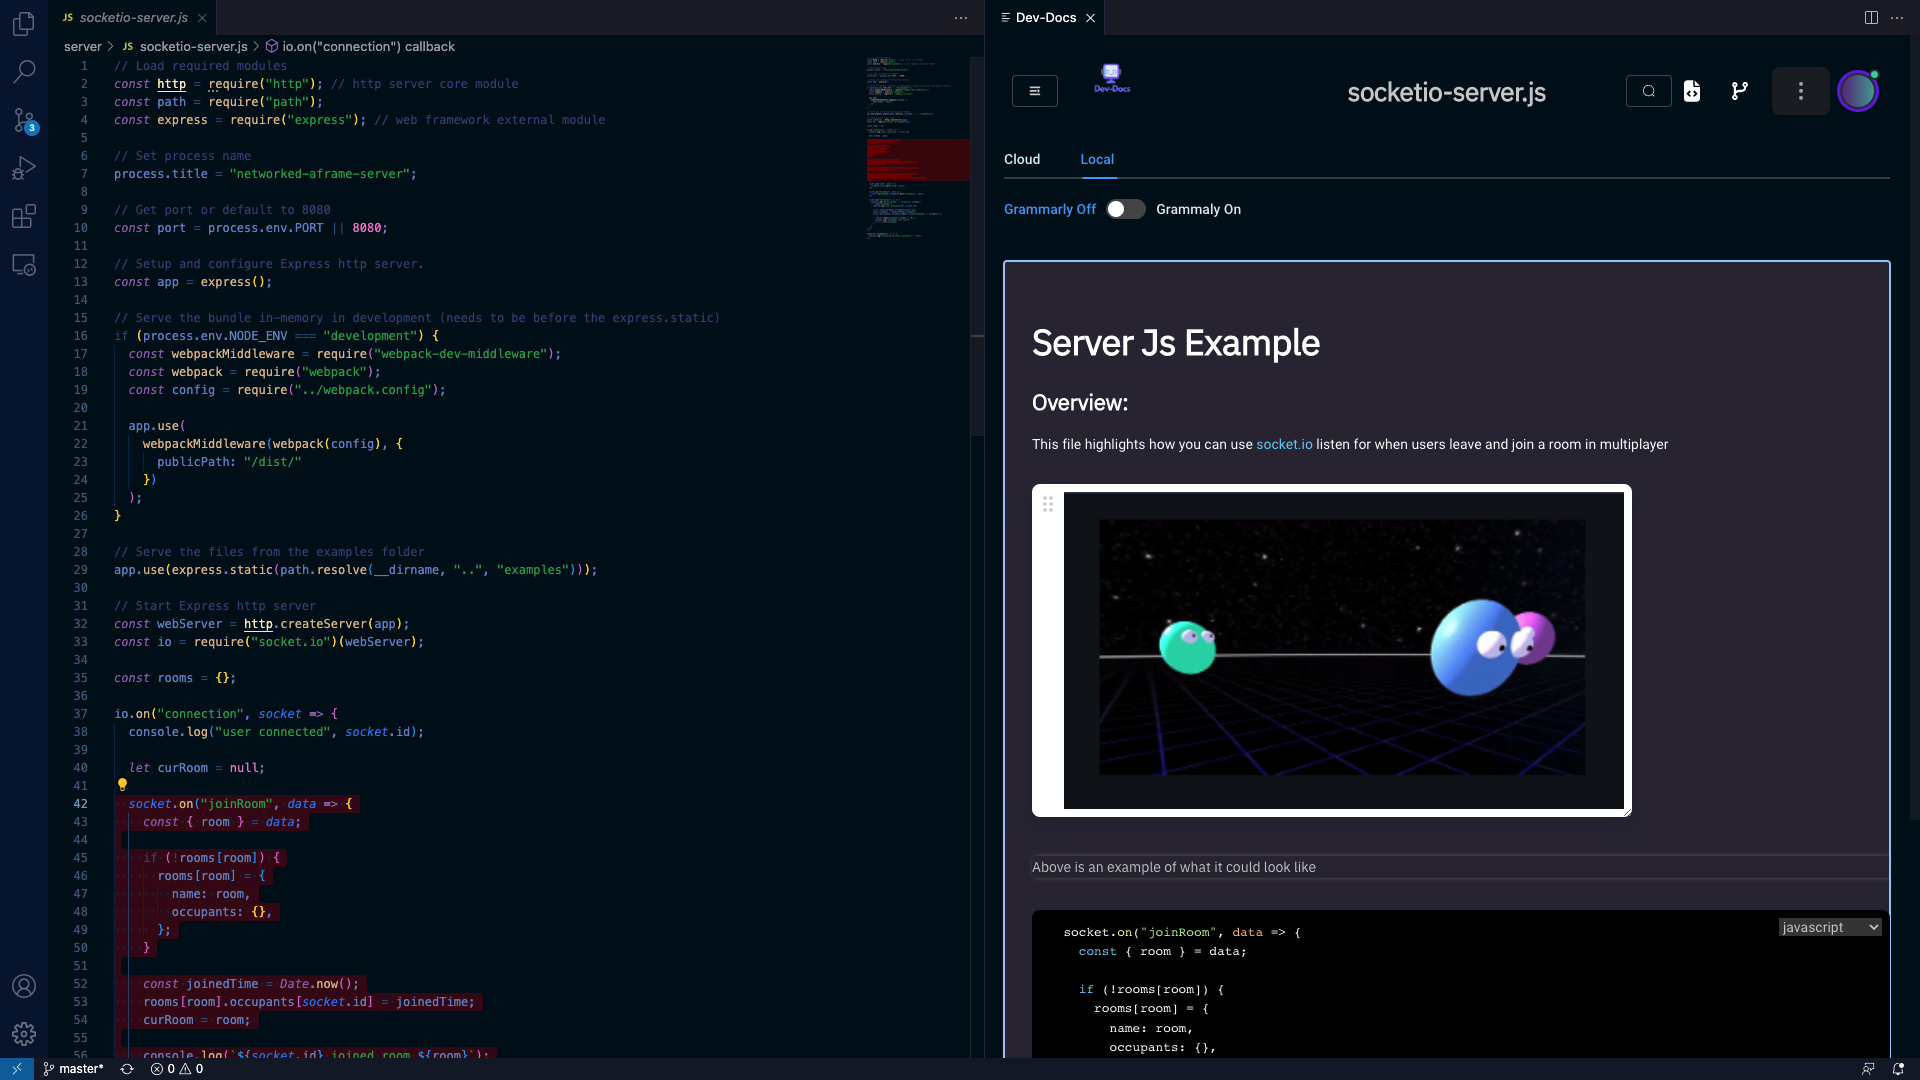 JS socketio-server.js
server > JS socketio-server.js > io.on("connection") callback
1 // Load required modules
2 const http = require("http"); // http server core module
3 const path = require("path");
4 const express = require("express"); // web framework external module
5
6 // Set process name
7 process.title = "networked-aframe-server";
8
9 // Get port or default to 8080
10 const port = process.env.PORT || 8080;
11
12 // Setup and configure Express http server.
13 const app = express();
14
15 // Serve the bundle in-memory in development (needs to be before the express.static)
16 if (process.env.NODE_ENV === "development") {
17 const webpackMiddleware = require("webpack-dev-middleware");
18 const webpack = require("webpack");
19 const config = require("../webpack.config");
20
21 app.use(
22 webpackMiddleware(webpack(config), {
23 publicPath: "/dist/"
24 })
25 );
26 }
27
28 // Serve the files from the examples folder
29 app.use(express.static(path.resolve(__dirname, "..", "examples")));
30
31 // Start Express http server
32 const webServer = http.createServer(app);
33 const io = require("socket.io")(webServer);
34
35 const rooms = {};
36
37 io.on("connection", socket => {
38 console.log("user connected", socket.id);
39
40 let curRoom = null;
41
42 socket.on("joinRoom", data => {
43 const { room } = data;
44
45 if (!rooms[room]) {
46 rooms[room] = {
47 name: room,
48 occupants: {},
49 };
50 }
51
52 const joinedTime = Date.now();
53 rooms[room].occupants[socket.id] = joinedTime;
54 curRoom = room;
55
56 console.log(`${socket.id} joined room ${room}`);
3
master* 0 0
Dev-Docs
Dev-Docs
socketio-server.js
Cloud Local
Grammarly Off Grammaly On
Server Js Example
Overview:
This file highlights how you can use socket.io listen for when users leave and join a room in multiplayer
Above is an example of what it could look like
javascript
socket.on("joinRoom", data => {
const { room } = data;
if (!rooms[room]) {
rooms[room] = {
name: room,
occupants: {},